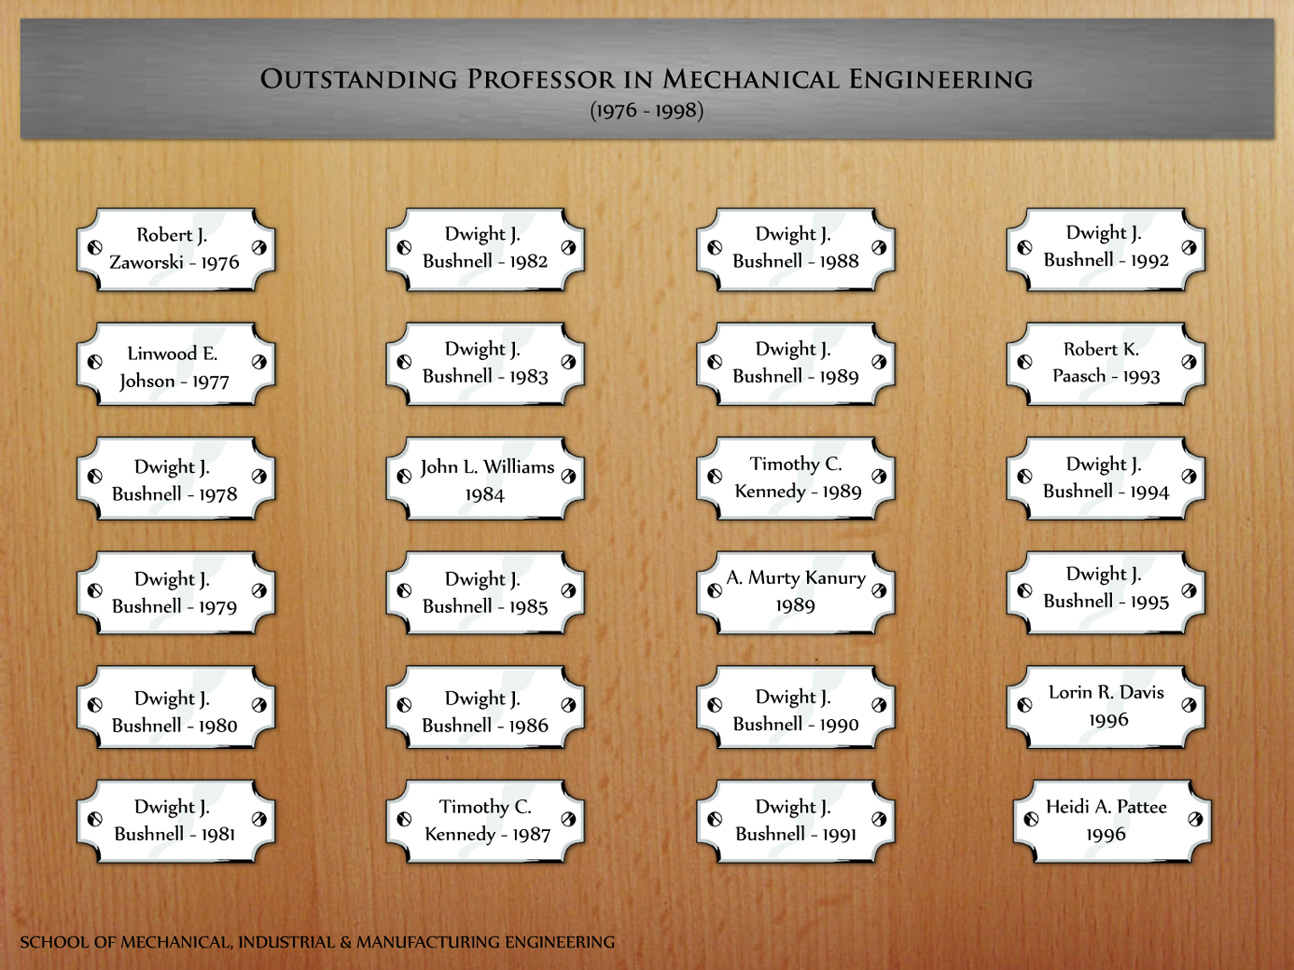 OUTSTANDING PROFESSOR IN MECHANICAL ENGINEERING
(1976 - 1998)
Robert J.
Zaworski - 1976
Linwood E.
Johson - 1977
Dwight J.
Bushnell - 1978
Dwight J.
Bushnell - 1979
Dwight J.
Bushnell - 1980
Dwight J.
Bushnell - 1981
Dwight J.
Bushnell - 1982
Dwight J.
Bushnell - 1983
John L. Williams
1984
Dwight J.
Bushnell - 1985
Dwight J.
Bushnell - 1986
Timothy C.
Kennedy - 1987
Dwight J.
Bushnell - 1988
Dwight J.
Bushnell - 1989
Timothy C.
Kennedy - 1989
A. Murty Kanury
1989
Dwight J.
Bushnell - 1990
Dwight J.
Bushnell - 1991
Dwight J.
Bushnell - 1992
Robert K.
Paasch - 1993
Dwight J.
Bushnell - 1994
Dwight J.
Bushnell - 1995
Lorin R. Davis
1996
Heidi A. Pattee
1996
SCHOOL OF MECHANICAL, INDUSTRIAL & MANUFACTURING ENGINEERING